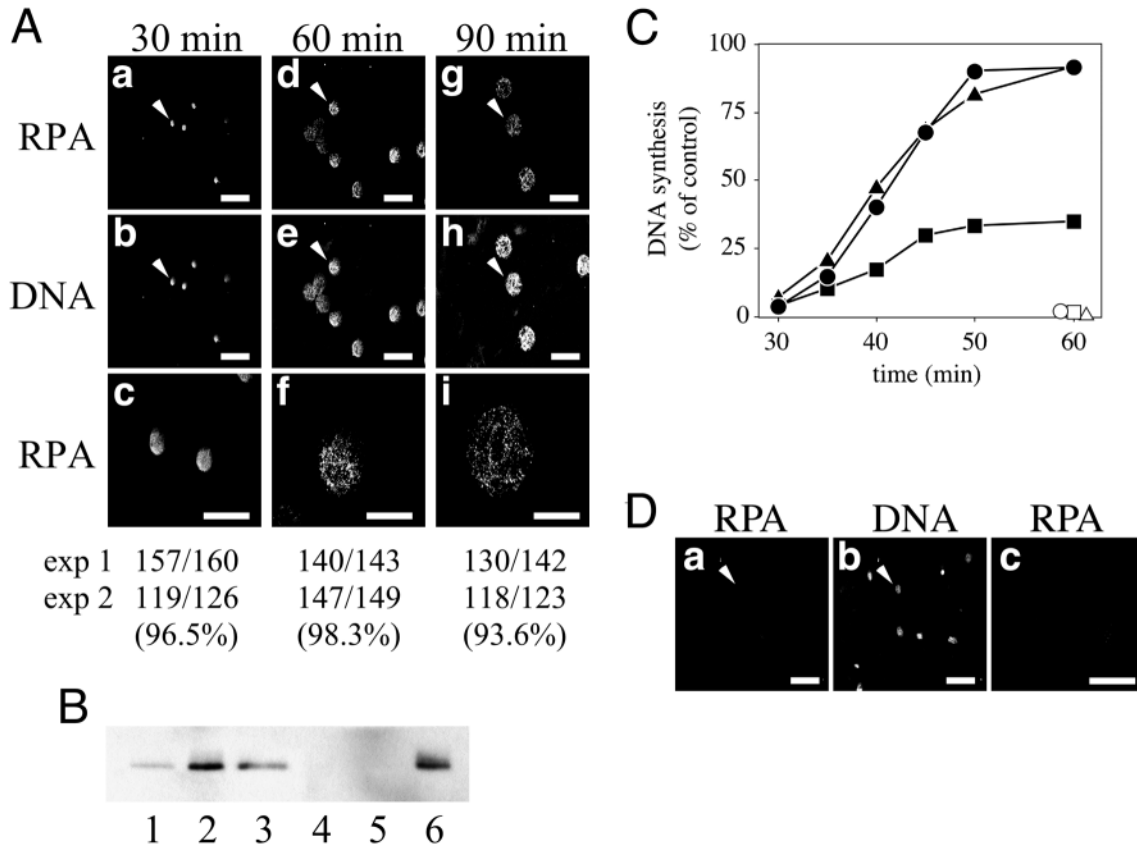 A
30 min 60 min 90 min
a d g
RPA
b e h
DNA
c f i
RPA
exp 1 157/160 140/143 130/142
exp 2 119/126 147/149 118/123
(96.5%) (98.3%) (93.6%)
B
1 2 3 4 5 6
C
100
75
50
25
0
DNA synthesis
(% of control)
30 40 50 60
time (min)
D
RPA DNA RPA
a b c